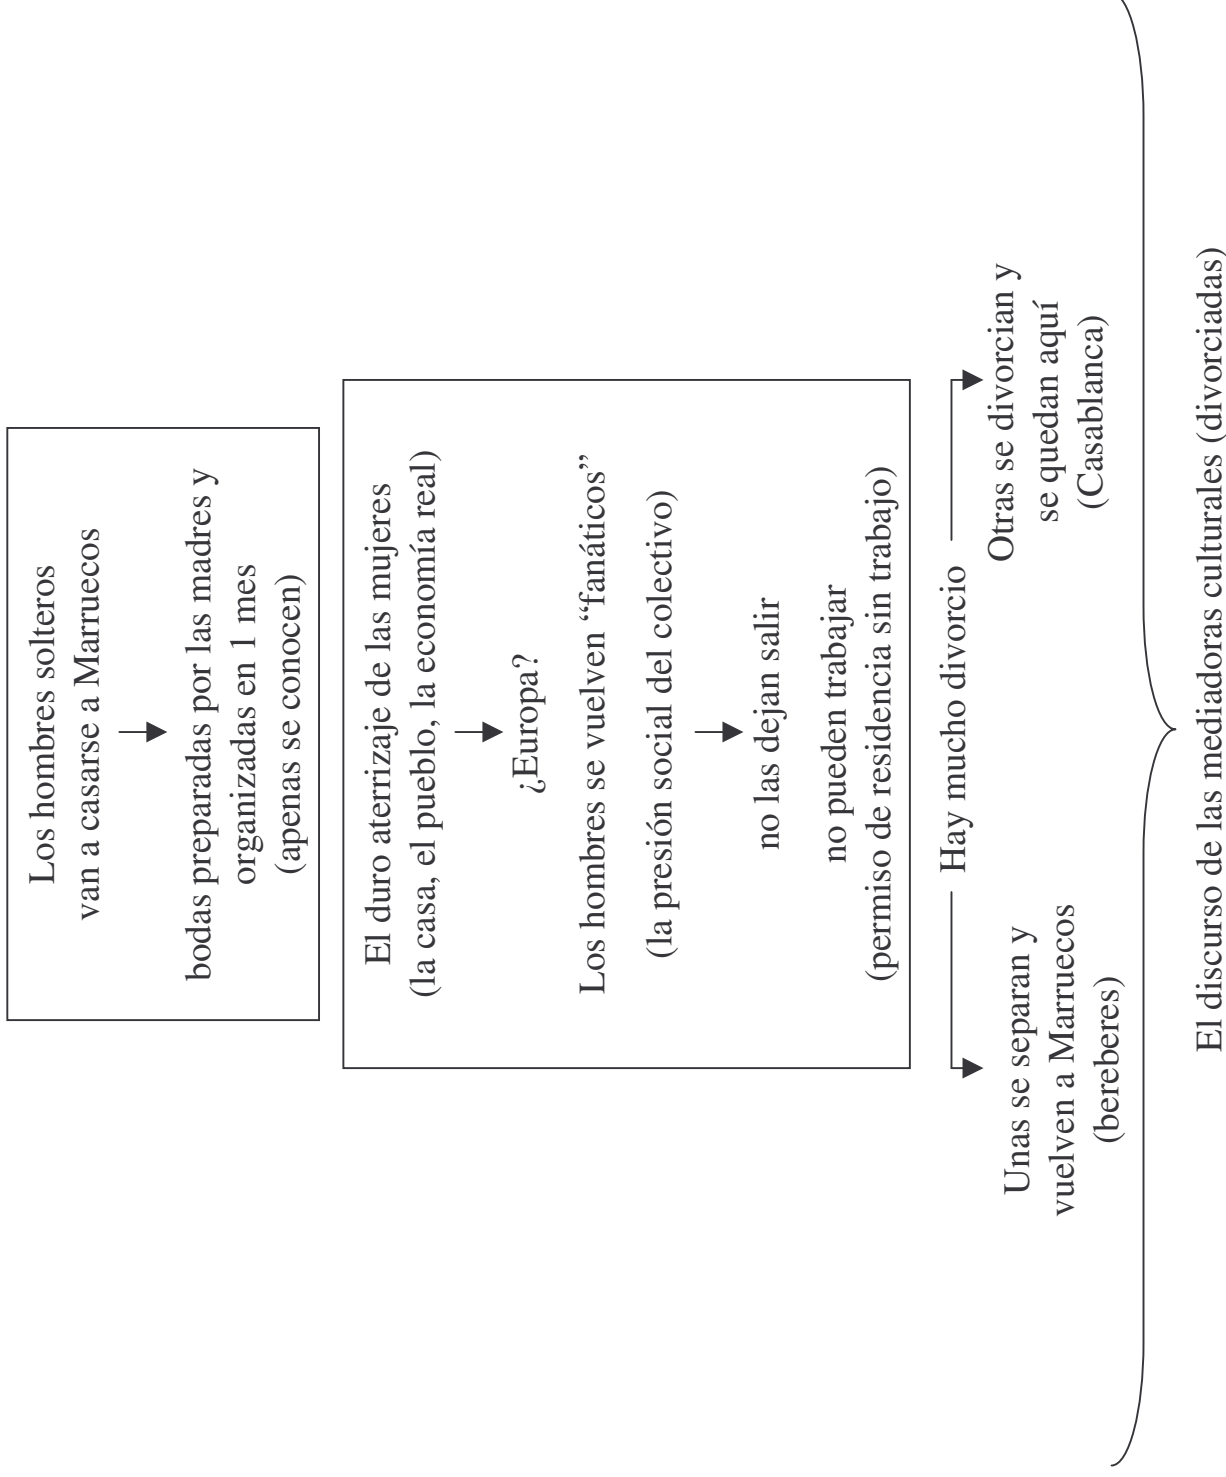 Los hombres solteros
van a casarse a Marruecos
bodas preparadas por las madres y
organizadas en 1 mes
(apenas se conocen)
El duro aterrizaje de las mujeres
(la casa, el pueblo, la economía real)
¿Europa?
Los hombres se vuelven “fanáticos”
(la presión social del colectivo)
no las dejan salir
no pueden trabajar
(permiso de residencia sin trabajo)
Hay mucho divorcio
Unas se separan y
vuelven a Marruecos
(bereberes)
Otras se divorcian y
se quedan aquí
(Casablanca)
El discurso de las mediadoras culturales (divorciadas)